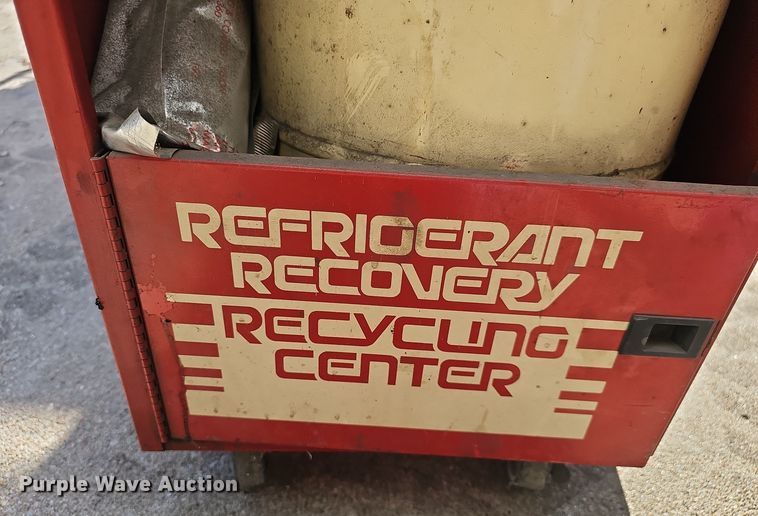 REFRIGERANT
RECOVERY
RECYCLING
CENTER
Purple Wave Auction